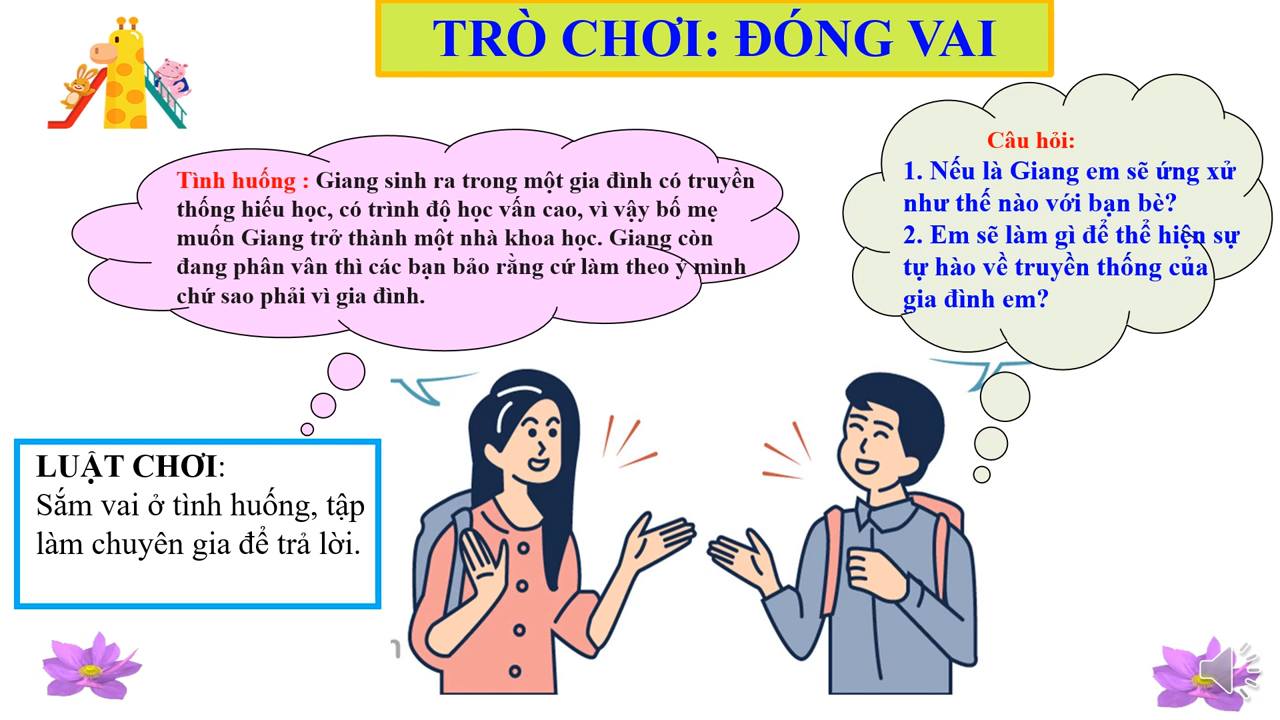 TRÒ CHƠI: ĐÓNG VAI
Tình huống : Giang sinh ra trong một gia đình có truyền
thống hiếu học, có trình độ học vấn cao, vì vậy bố mẹ
muốn Giang trở thành một nhà khoa học. Giang còn
đang phân vân thì các bạn bảo rằng cứ làm theo ý mình
chứ sao phải vì gia đình.
Câu hỏi:
1. Nếu là Giang em sẽ ứng xử
như thế nào với bạn bè?
2. Em sẽ làm gì để thể hiện sự
tự hào về truyền thống của
gia đình em?
LUẬT CHƠI:
Sắm vai ở tình huống, tập
làm chuyên gia để trả lời.